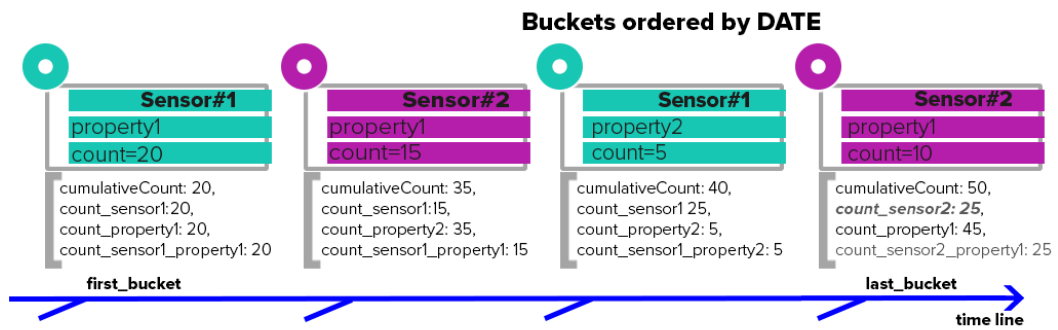 Buckets ordered by DATE
Sensor#1
property1
count=20
cumulativeCount: 20,
count_sensor1:20,
count_property1: 20,
count_sensor1_property1: 20
Sensor#2
property1
count=15
cumulativeCount: 35,
count_sensor1:15,
count_property2: 35,
count_sensor1_property1: 15
Sensor#1
property2
count=5
cumulativeCount: 40,
count_sensor1 25,
count_property2: 5,
count_sensor1_property2: 5
Sensor#2
property1
count=10
cumulativeCount: 50,
count_sensor2: 25,
count_property1: 45,
count_sensor2_property1: 25
first_bucket
last_bucket
time line